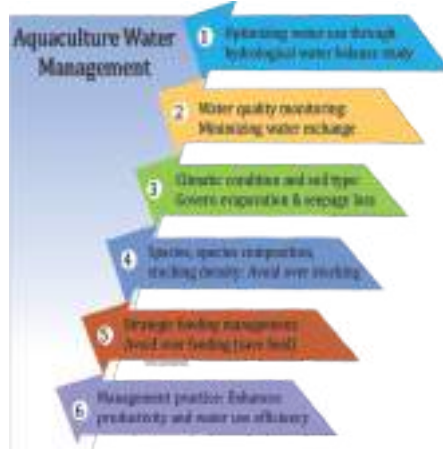 Aquaculture Water
Management
1
Optimizing water use through
hydrological water balance study
2
Water quality monitoring:
Minimizing water exchange
3
Climatic condition and soil type:
Govern evaporation & seepage loss
4
Species, species composition,
stocking density: Avoid over stocking
5
Strategic feeding management:
Avoid over feeding (save feed)
6
Management practice: Enhances
productivity and water use efficiency